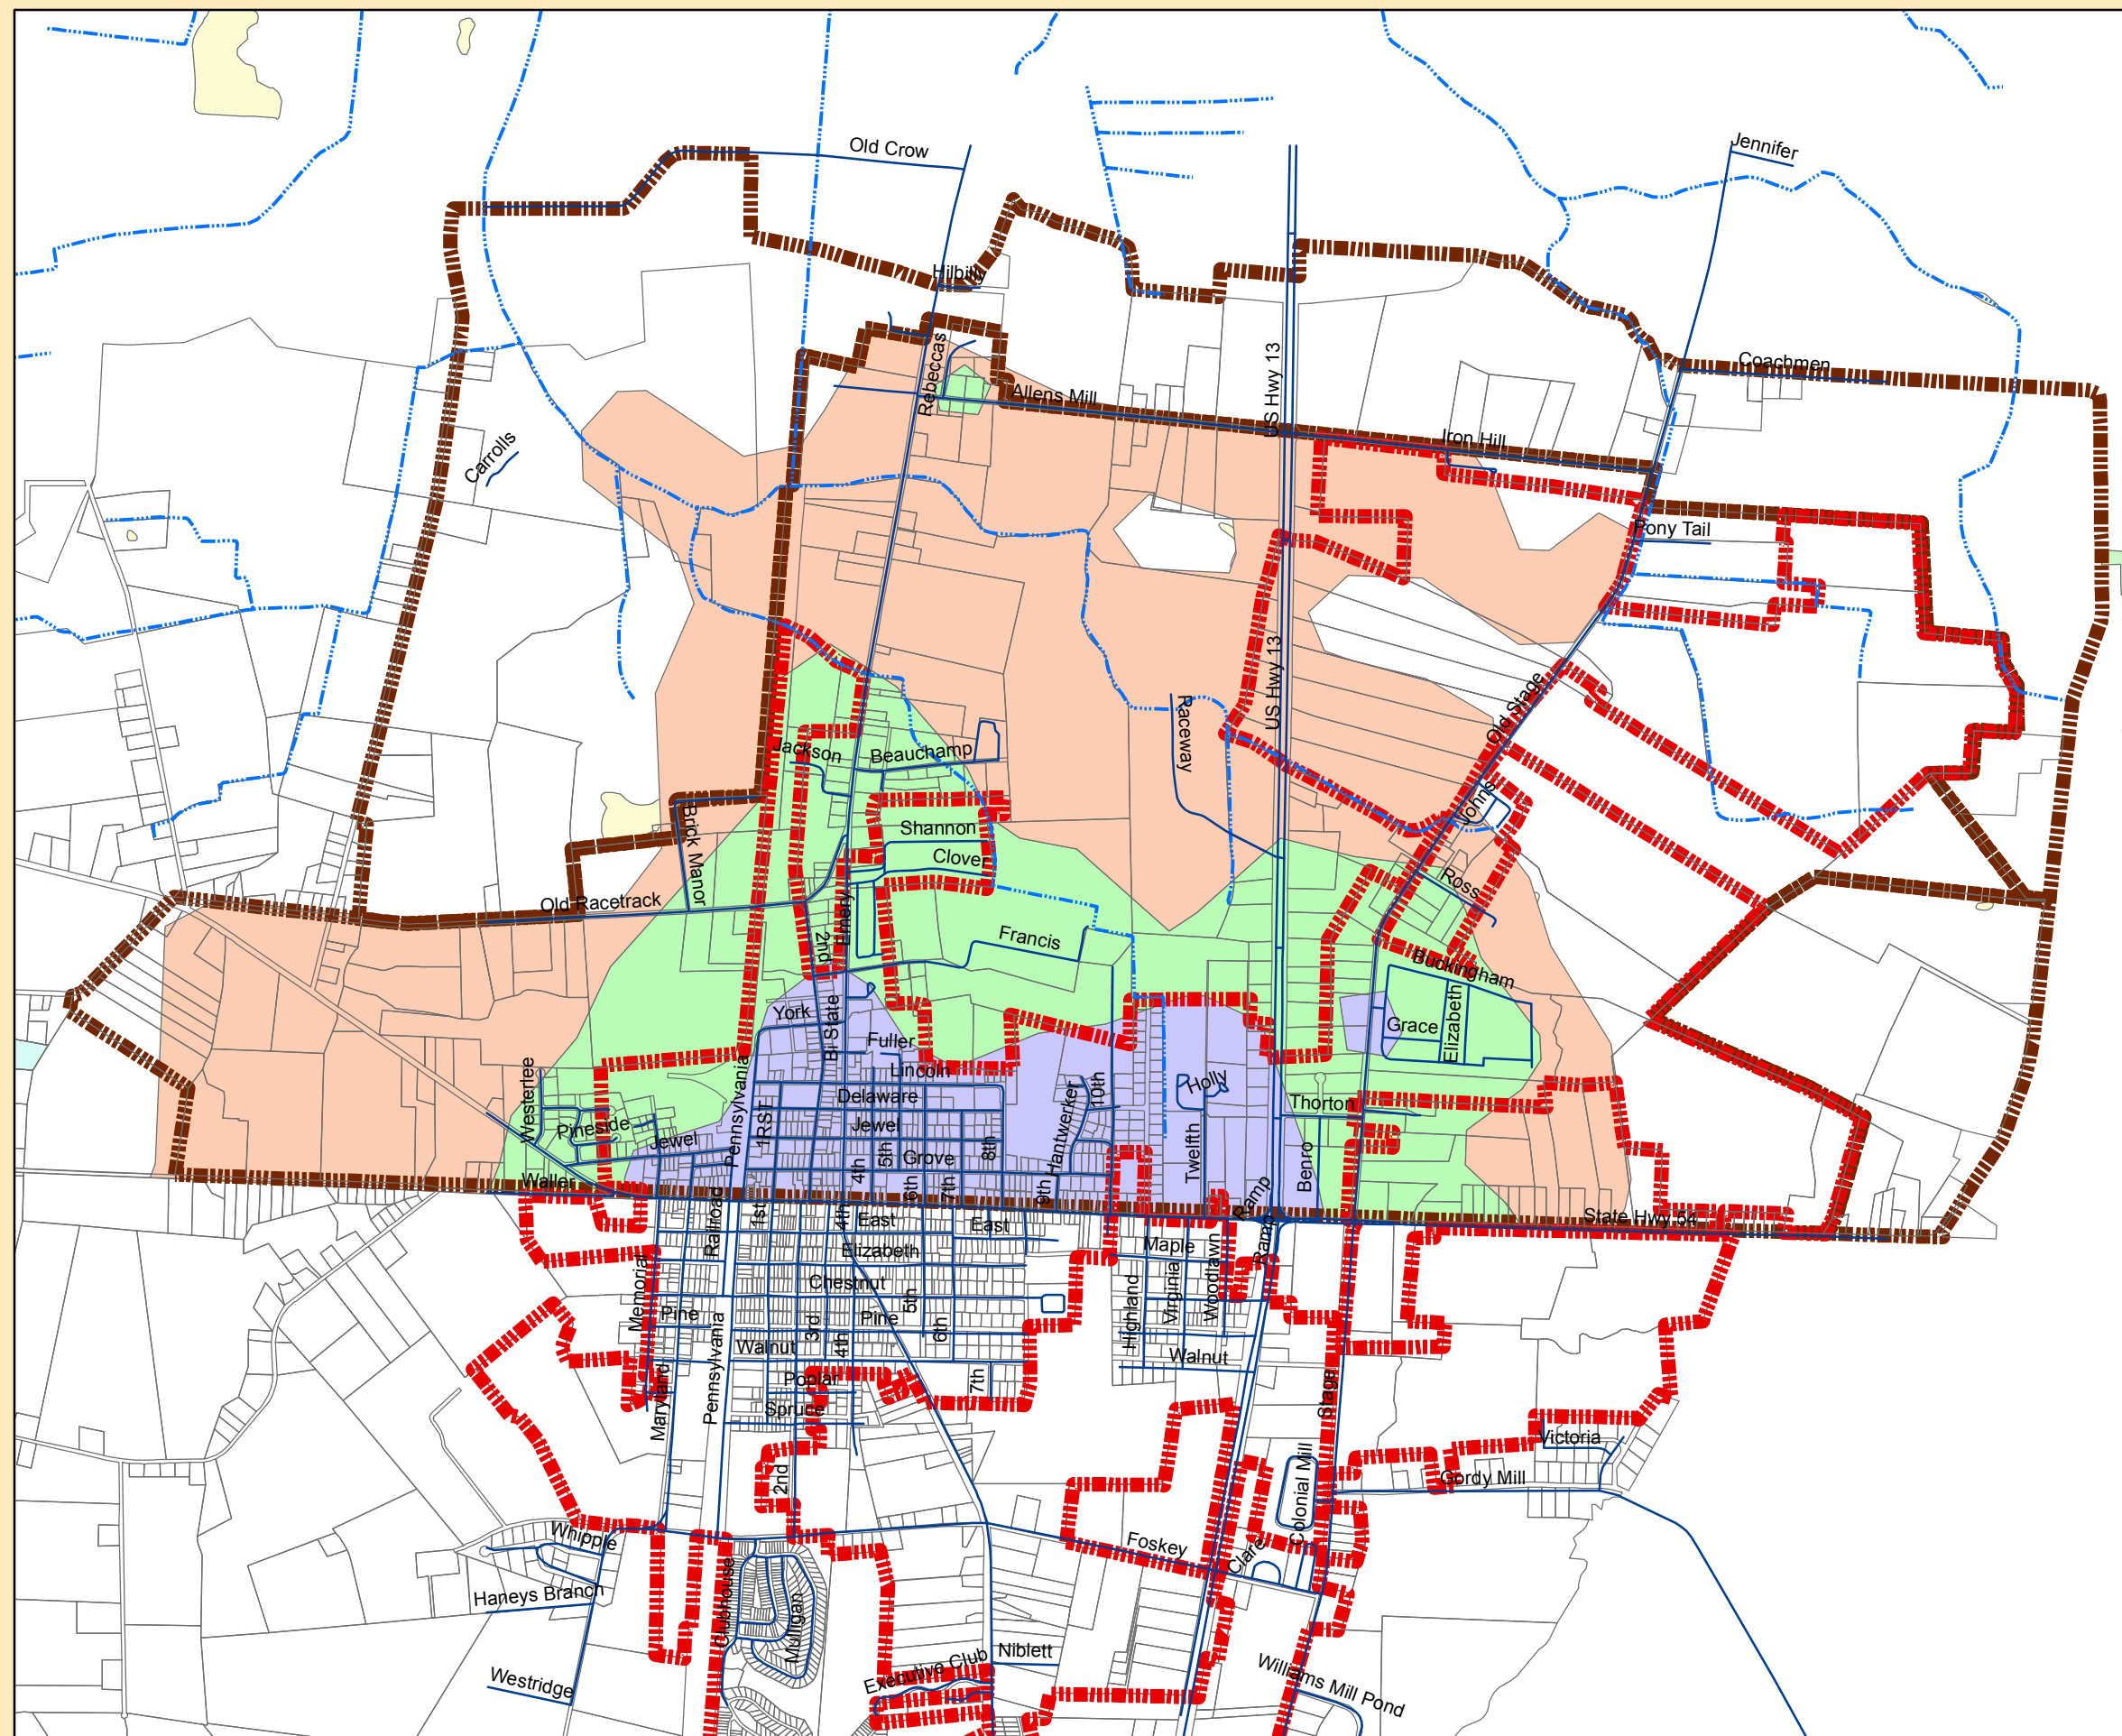 Old Crow
Jennifer
Hilbilly
Rebeccas
US Hwy 13
Coachmen
Allens Mill
Iron Hill
Carrolls
Pony Tail
US Hwy 13
Raceway
Old Stage
Jackson
Beauchamp
Johns
Brick Manor
Shannon
Clover
Ross
Old Racetrack
Emery
2nd
Francis
Buckingham
York
Bi State
Elizabeth
Grace
Fuller
Lincoln
Westerlee
Pennsylvania
Delaware
Hantwerker
10th
Holly
Thorton
Pineside
Jewel
1RST
Jewel
5th
8th
Grove
4th
Twelfth
Benro
Waller
6th
7th
9th
Ramp
Railroad
1st
4th
East
East
State Hwy 54
Ramp
Maple
Elizabeth
Memorial
Chestnut
Highland
Virginia
Woodlawn
5th
Pine
3rd
4th
Pine
6th
Walnut
Walnut
Maryland
Pennsylvania
Poplar
7th
Stage
Spruce
Victoria
2nd
Colonial Mill
Gordy Mill
Whipple
Foskey
Clare
Haneys Branch
Clubhouse
Mulligan
Niblett
Executive Club
Westridge
Williams Mill Pond